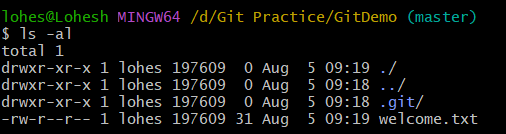 lohes@Lohesh MINGW64 /d/Git Practice/GitDemo (master)
$ ls -al
total 1
drwxr-xr-x 1 lohes 197609  0 Aug  5 09:19 ./
drwxr-xr-x 1 lohes 197609  0 Aug  5 09:18 ../
drwxr-xr-x 1 lohes 197609  0 Aug  5 09:18 .git/
-rw-r--r-- 1 lohes 197609 31 Aug  5 09:19 welcome.txt